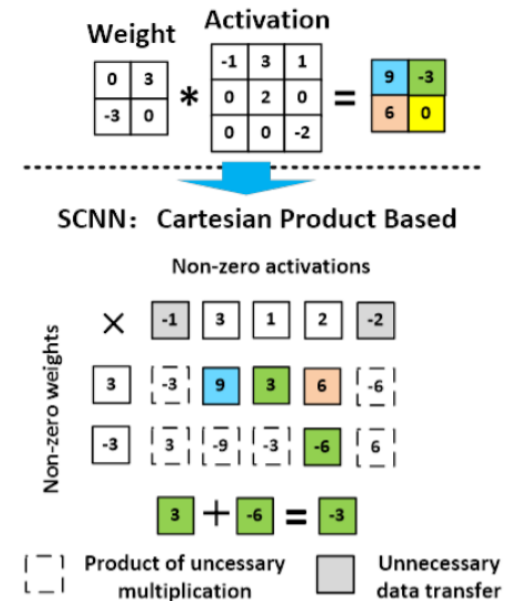 Weight Activation
0 3
-3 0
*
-1 3 1
0 2 0
0 0 -2
=
9 -3
6 0
SCNN: Cartesian Product Based
Non-zero activations
Non-zero weights
× -1 3 1 2 -2
3 -3 9 3 6 -6
-3 3 -9 -3 -6 6
3 + -6 = -3
Product of uncessary
multiplication
Unnecessary
data transfer